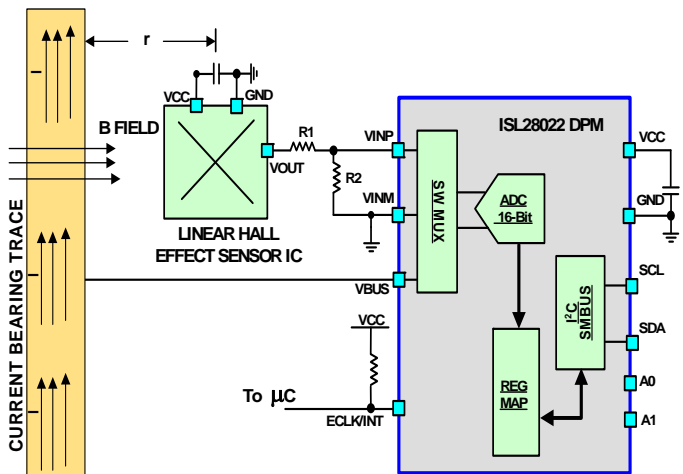 r
I
VCC
GND
B FIELD
VOUT
R1
R2
LINEAR HALL
EFFECT SENSOR IC
I
I
CURRENT BEARING TRACE
ISL28022 DPM
VINP
VINM
VBUS
SW MUX
ADC
16-Bit
VCC
GND
I²C
SMBUS
SCL
SDA
A0
A1
REG
MAP
VCC
To μC
ECLK/INT